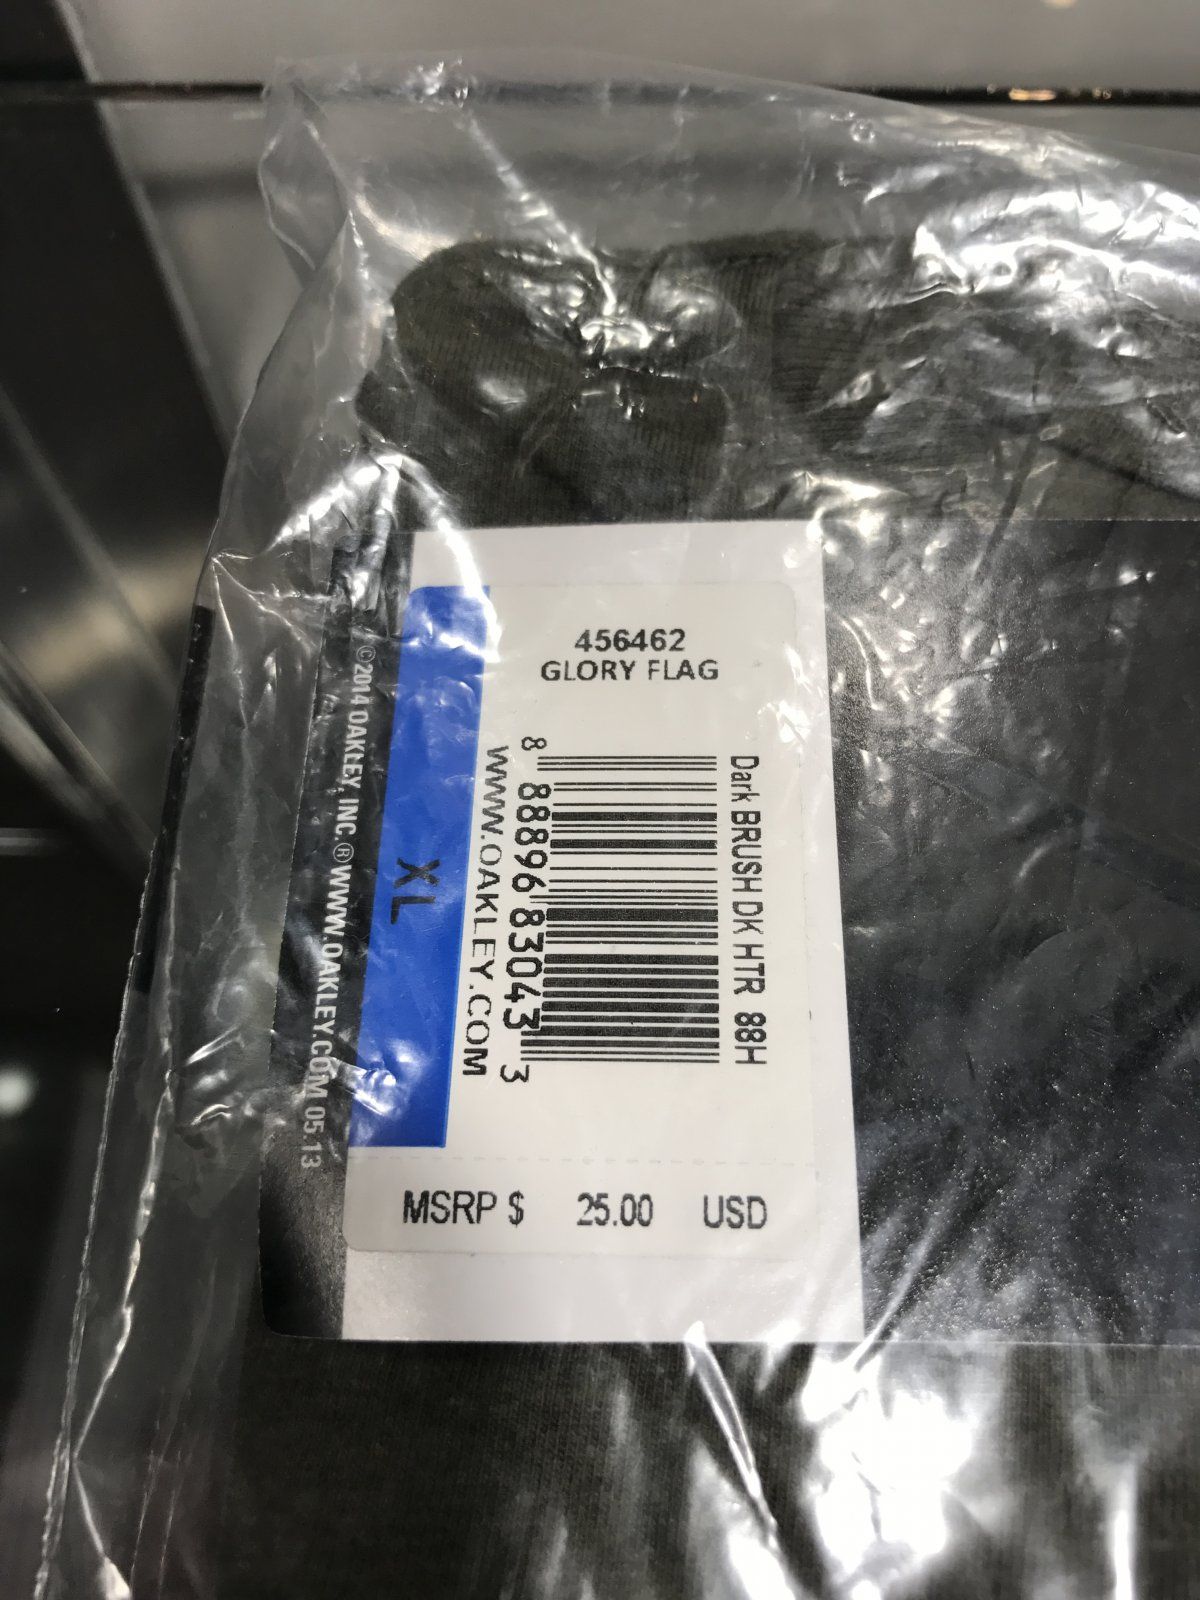 456462
GLORY FLAG
Dark BRUSH DK HTR 88H
8 88896 83043 3
WWW.OAKLEY.COM
XL
©2014 OAKLEY, INC.® WWW.OAKLEY.COM 05.13
MSRP $ 25.00 USD